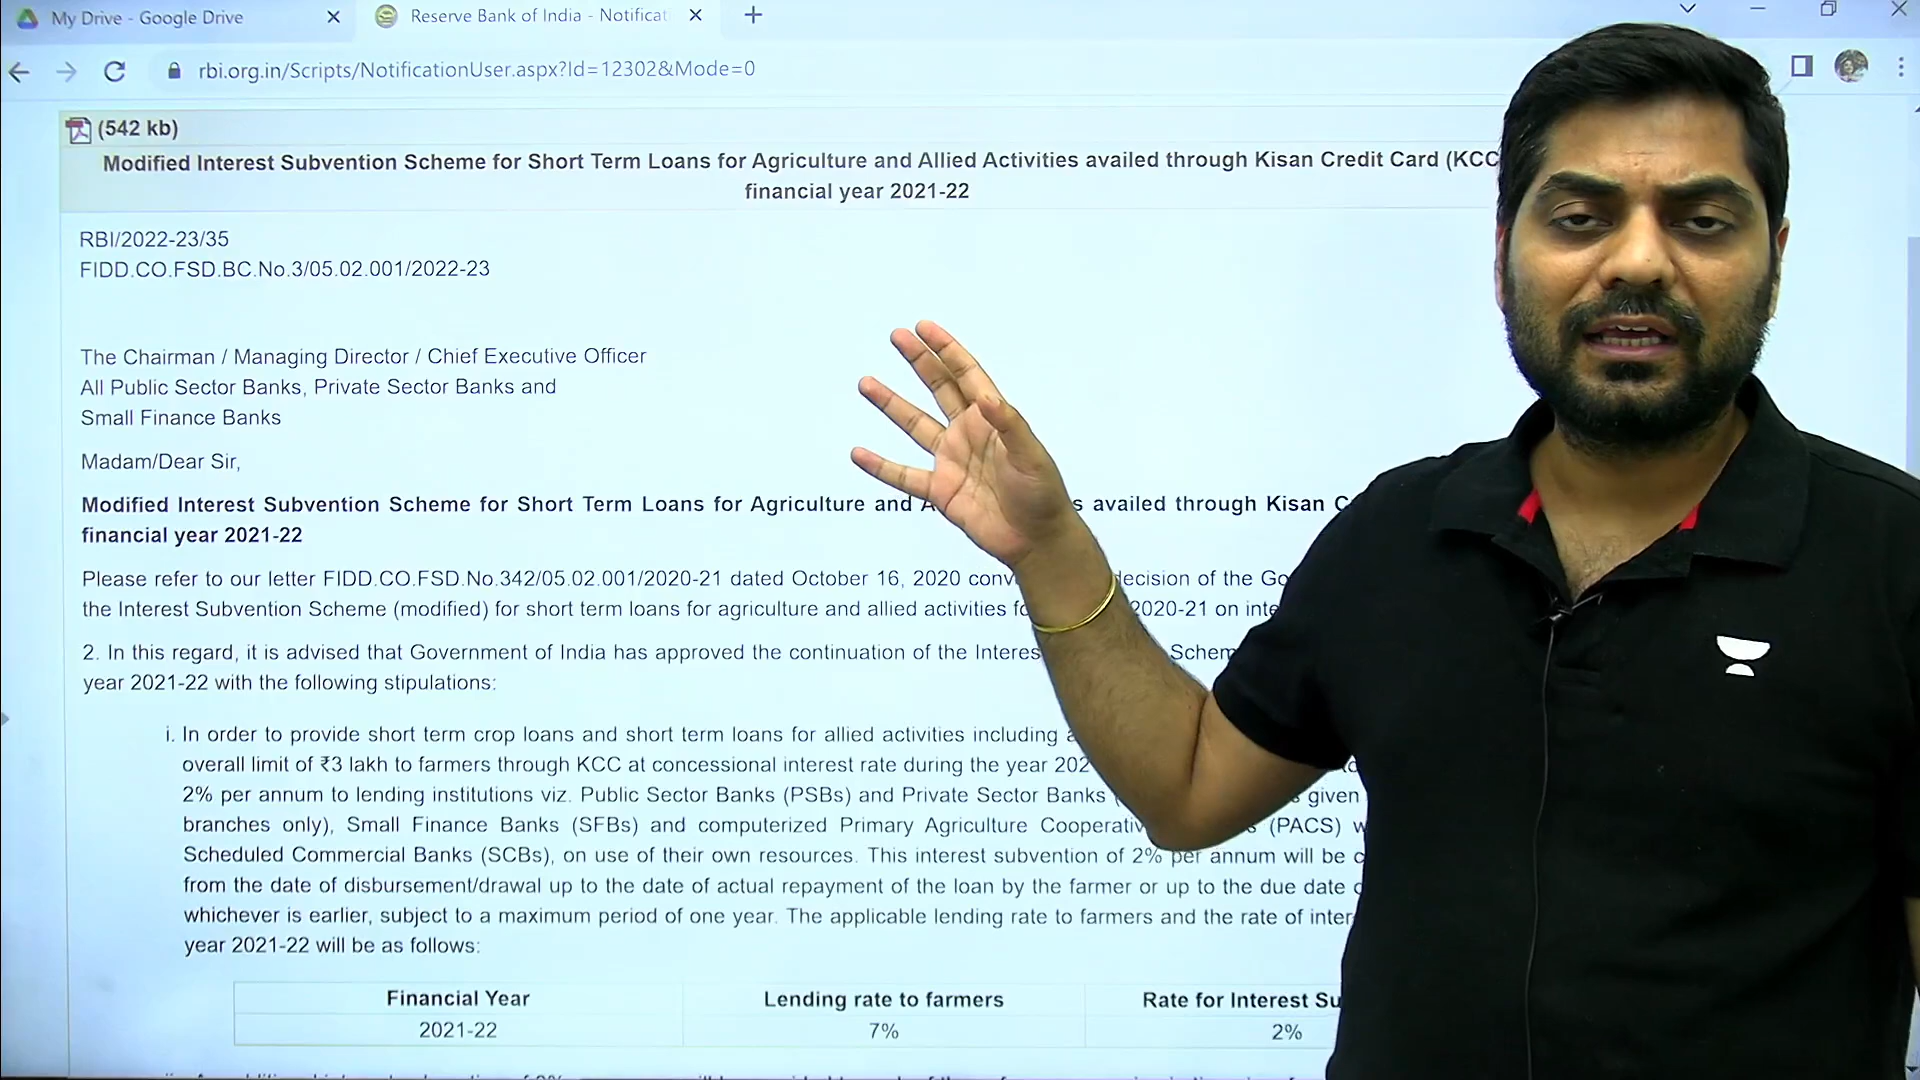 My Drive - Google Drive
Reserve Bank of India - Notificat
rbi.org.in/Scripts/NotificationUser.aspx?Id=12302&Mode=0
(542 kb)
Modified Interest Subvention Scheme for Short Term Loans for Agriculture and Allied Activities availed through Kisan Credit Card (KCC
financial year 2021-22
RBI/2022-23/35
FIDD.CO.FSD.BC.No.3/05.02.001/2022-23
The Chairman / Managing Director / Chief Executive Officer
All Public Sector Banks, Private Sector Banks and
Small Finance Banks
Madam/Dear Sir,
Modified Interest Subvention Scheme for Short Term Loans for Agriculture and availed through Kisan
financial year 2021-22
Please refer to our letter FIDD.CO.FSD.No.342/05.02.001/2020-21 dated October 16, 2020 of the
the Interest Subvention Scheme (modified) for short term loans for agriculture and allied activities 2020-21 on
2. In this regard, it is advised that Government of India has approved the continuation of the
year 2021-22 with the following stipulations:
i. In order to provide short term crop loans and short term loans for allied activities including
overall limit of ₹3 lakh to farmers through KCC at concessional interest rate during the year
2% per annum to lending institutions viz. Public Sector Banks (PSBs) and Private Sector Banks given
branches only), Small Finance Banks (SFBs) and computerized Primary Agriculture (PACS)
Scheduled Commercial Banks (SCBs), on use of their own resources. This interest subvention of 2% per annum will be
from the date of disbursement/drawal up to the date of actual repayment of the loan by the farmer or up to the due date
whichever is earlier, subject to a maximum period of one year. The applicable lending rate to farmers and the rate of
year 2021-22 will be as follows:
Financial Year Lending rate to farmers Rate for Interest
2021-22 7% 2%